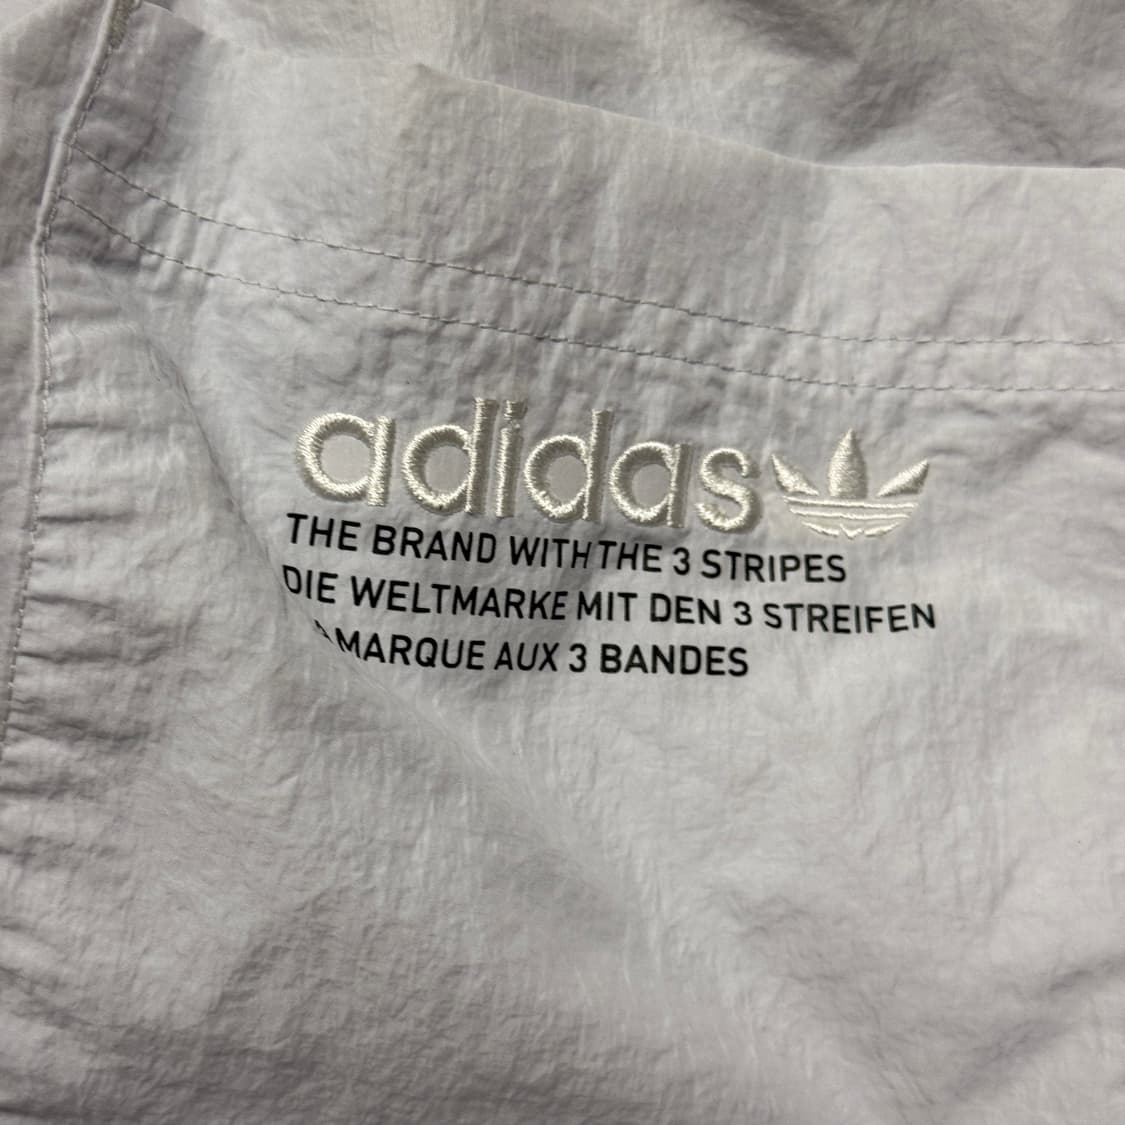 adidas
THE BRAND WITH THE 3 STRIPES
DIE WELTMARKE MIT DEN 3 STREIFEN
MARQUE AUX 3 BANDES